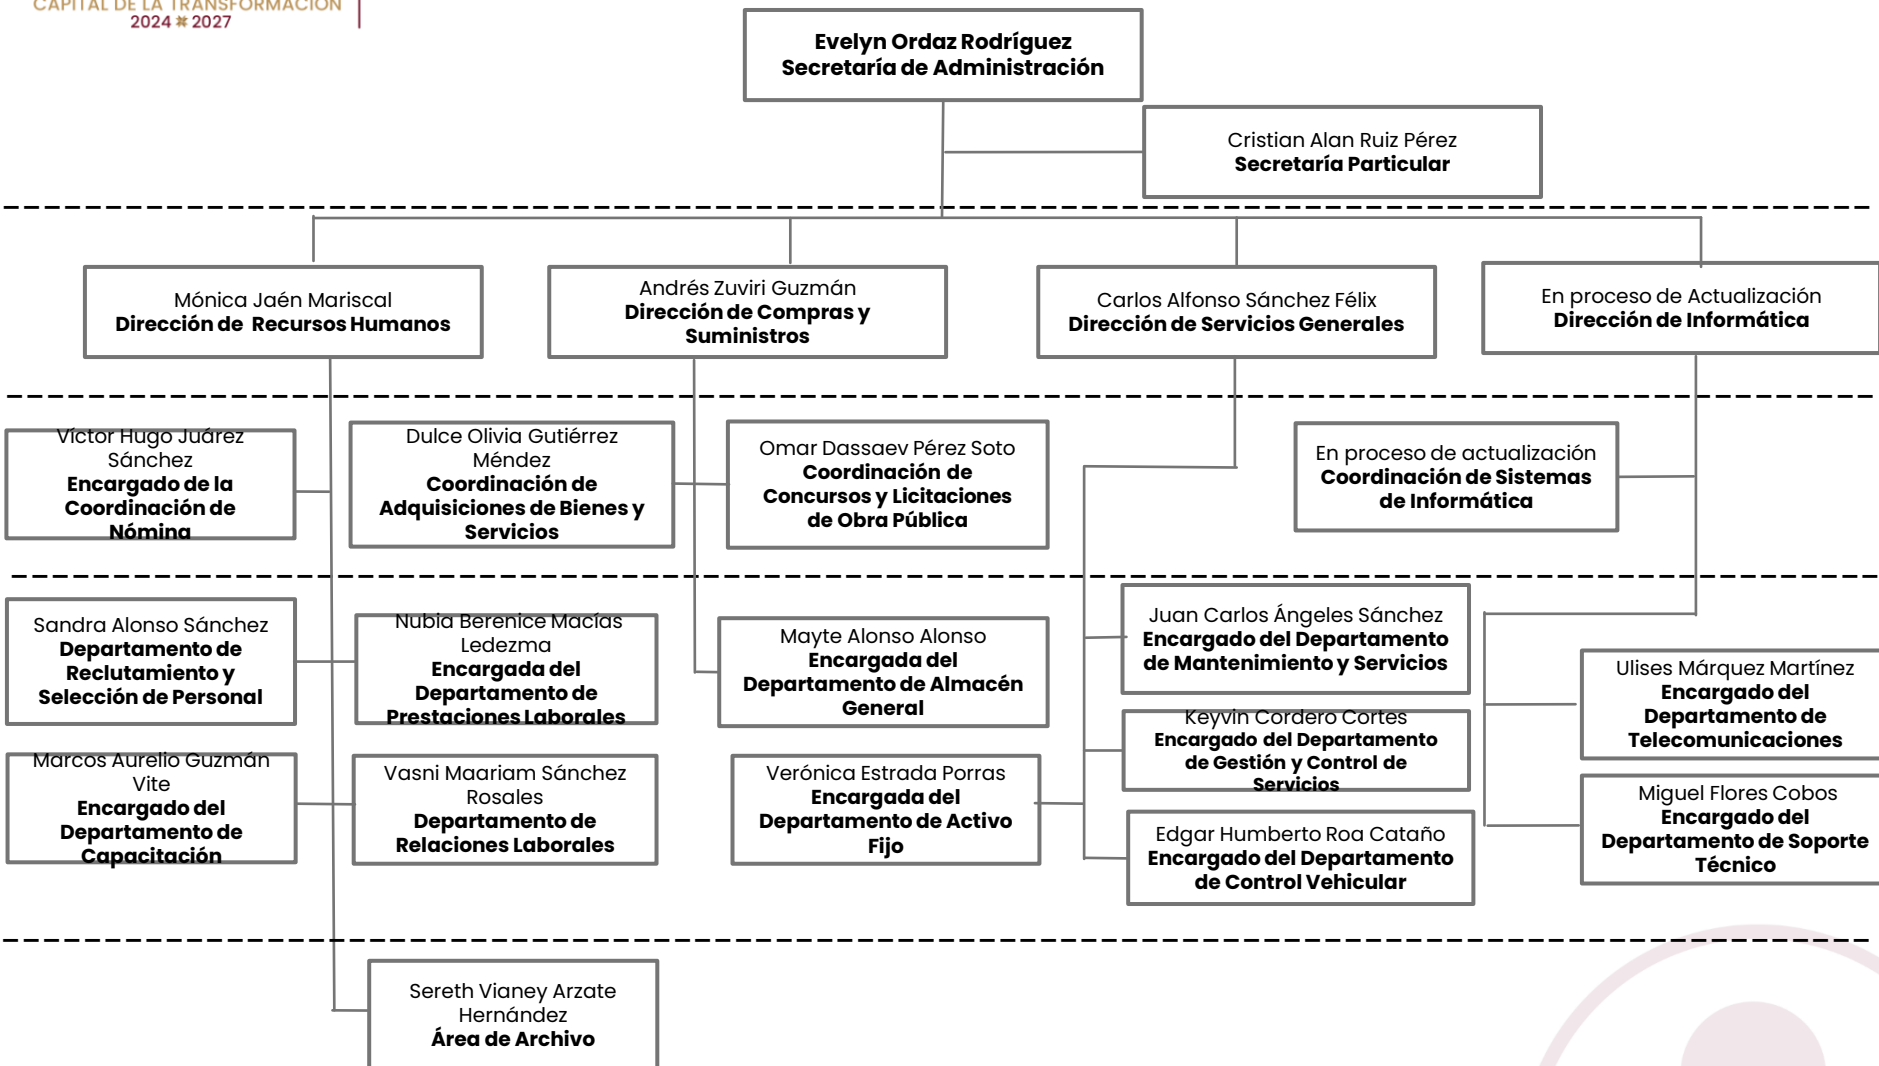 CAPITAL DE LA TRANSFORMACIÓN
2024 2027
Evelyn Ordaz Rodríguez
Secretaría de Administración
Cristian Alan Ruiz Pérez
Secretaría Particular
Mónica Jaén Mariscal
Dirección de Recursos Humanos
Andrés Zuviri Guzmán
Dirección de Compras y
Suministros
Carlos Alfonso Sánchez Félix
Dirección de Servicios Generales
En proceso de Actualización
Dirección de Informática
Víctor Hugo Juárez
Sánchez
Encargado de la
Coordinación de
Nómina
Dulce Olivia Gutiérrez
Méndez
Coordinación de
Adquisiciones de Bienes y
Servicios
Omar Dassaev Pérez Soto
Coordinación de
Concursos y Licitaciones
de Obra Pública
En proceso de actualización
Coordinación de Sistemas
de Informática
Sandra Alonso Sánchez
Departamento de
Reclutamiento y
Selección de Personal
Nubia Berenice Macías
Ledezma
Encargada del
Departamento de
Prestaciones Laborales
Mayte Alonso Alonso
Encargada del
Departamento de Almacén
General
Juan Carlos Ángeles Sánchez
Encargado del Departamento
de Mantenimiento y Servicios
Ulises Márquez Martínez
Encargado del
Departamento de
Telecomunicaciones
Keyvin Cordero Cortes
Encargado del Departamento
de Gestión y Control de
Servicios
Marcos Aurelio Guzmán
Vite
Encargado del
Departamento de
Capacitación
Vasni Maariam Sánchez
Rosales
Departamento de
Relaciones Laborales
Verónica Estrada Porras
Encargada del
Departamento de Activo
Fijo
Edgar Humberto Roa Cataño
Encargado del Departamento
de Control Vehicular
Miguel Flores Cobos
Encargado del
Departamento de Soporte
Técnico
Sereth Vianey Arzate
Hernández
Área de Archivo